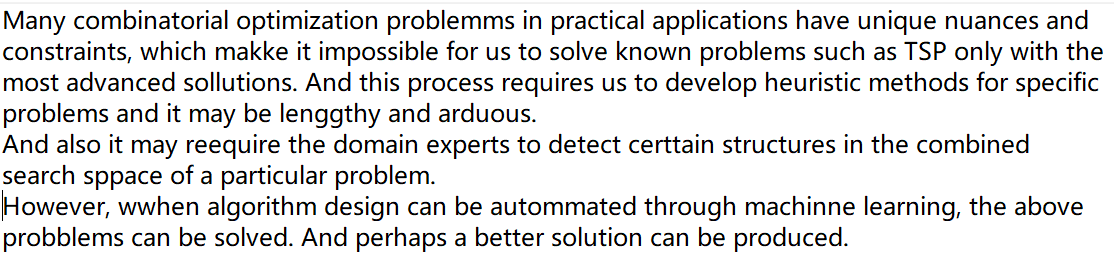 Many combinatorial optimization problemms in practical applications have unique nuances and
constraints, which makke it impossible for us to solve known problems such as TSP only with the
most advanced sollutions. And this process requires us to develop heuristic methods for specific
problems and it may be lenggthy and arduous.
And also it may reequire the domain experts to detect certtain structures in the combined
search sppace of a particular problem.
However, wwhen algorithm design can be autommated through machinne learning, the above
probblems can be solved. And perhaps a better solution can be produced.